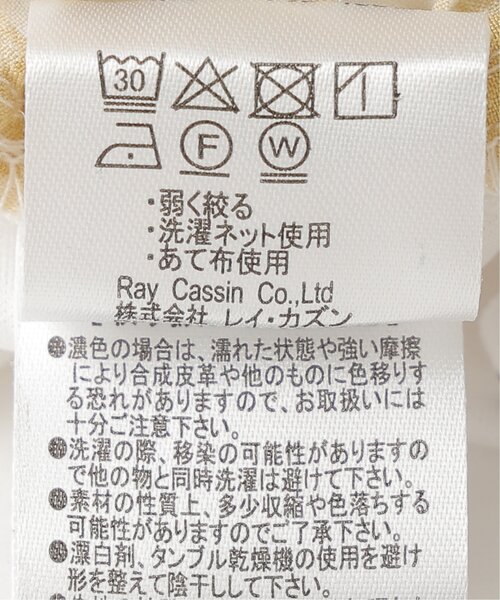 30
F W
・弱く絞る
・洗濯ネット使用
・あて布使用
Ray Cassin Co.,Ltd
株式会社 レイ・カズン
●濃色の場合は、濡れた状態や強い摩擦
により合成皮革や他のものに色移りす
る恐れがありますので、お取扱いには
十分ご注意下さい。
●洗濯の際、移染の可能性がありますの
で他の物と同時洗濯は避けて下さい。
●素材の性質上、多少収縮や色落ちする
可能性がありますのでご了承下さい。
●漂白剤、タンブル乾燥機の使用を避け
形を整えて陰干しして下さい。